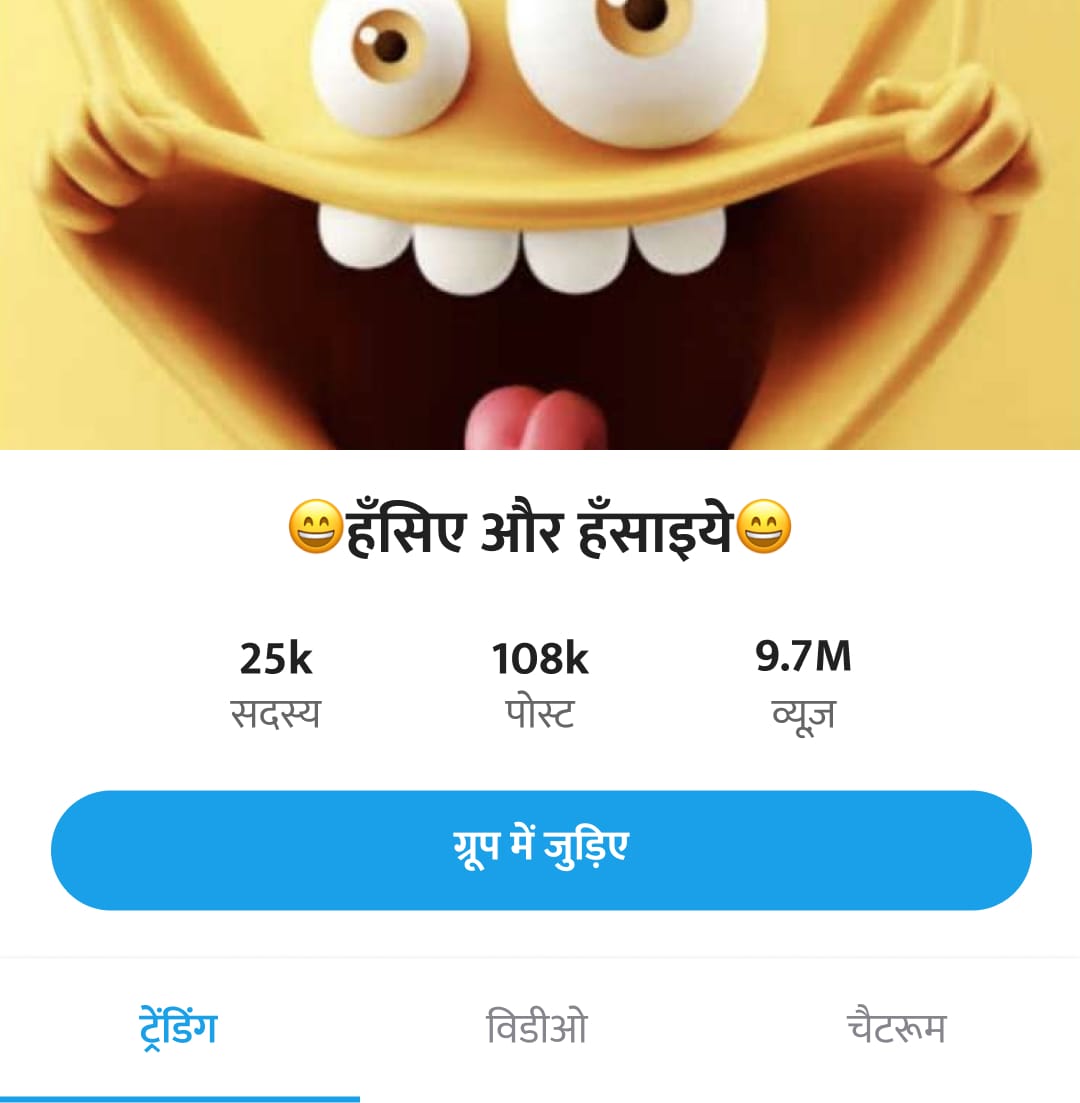 😄हँसिए और हँसाइये😄
25k 108k 9.7M
सदस्य पोस्ट व्यूज़
ग्रूप में जुड़िए
ट्रेंडिंग विडीओ चैटरूम